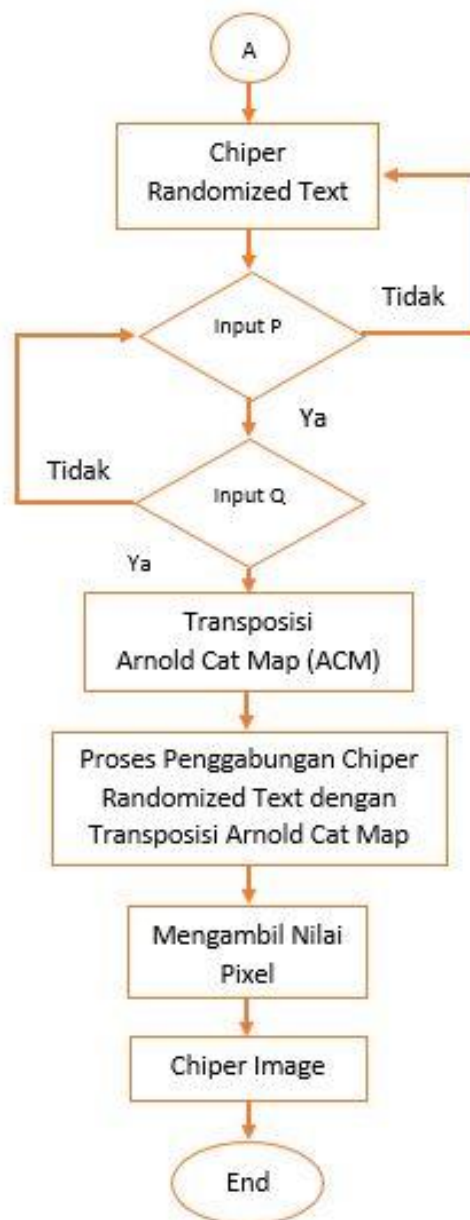 A
Chiper
Randomized Text
Input P
Tidak
Ya
Tidak
Input Q
Ya
Transposisi
Arnold Cat Map (ACM)
Proses Penggabungan Chiper
Randomized Text dengan
Transposisi Arnold Cat Map
Mengambil Nilai
Pixel
Chiper Image
End